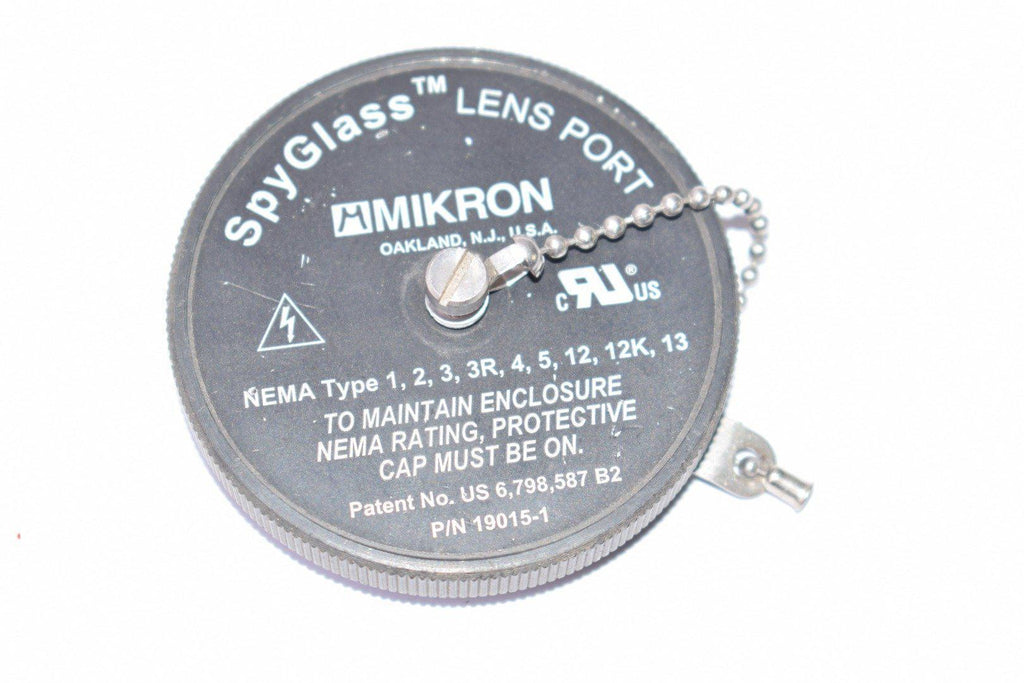 SpyGlass™ LENS PORT
MIKRON
OAKLAND, N.J., U.S.A.
C RU® US
NEMA Type 1, 2, 3, 3R, 4, 5, 12, 12K, 13
TO MAINTAIN ENCLOSURE
NEMA RATING, PROTECTIVE
CAP MUST BE ON.
Patent No. US 6,798,587 B2
P/N 19015-1